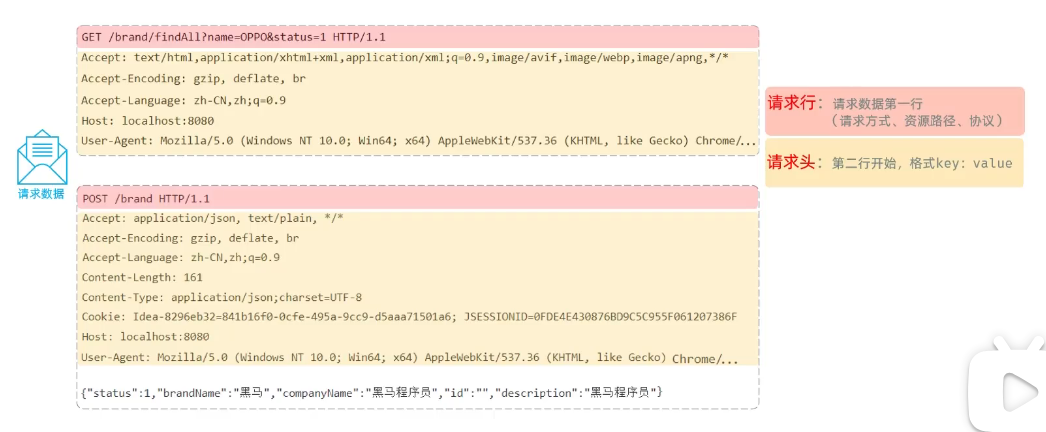 GET /brand/findAll?name=OPPO&status=1 HTTP/1.1
Accept: text/html,application/xhtml+xml,application/xml;q=0.9,image/avif,image/webp,image/apng,*/*
Accept-Encoding: gzip, deflate, br
Accept-Language: zh-CN,zh;q=0.9
Host: localhost:8080
User-Agent: Mozilla/5.0 (Windows NT 10.0; Win64; x64) AppleWebKit/537.36 (KHTML, like Gecko) Chrome/...
请求行：请求数据第一行
（请求方式、资源路径、协议）
请求头：第二行开始，格式key：value
请求数据
POST /brand HTTP/1.1
Accept: application/json, text/plain, */*
Accept-Encoding: gzip, deflate, br
Accept-Language: zh-CN,zh;q=0.9
Content-Length: 161
Content-Type: application/json;charset=UTF-8
Cookie: Idea-8296eb32=841b16f0-0cfe-495a-9cc9-d5aaa71501a6; JSESSIONID=0FDE4E430876BD9C5C955F061207386F
Host: localhost:8080
User-Agent: Mozilla/5.0 (Windows NT 10.0; Win64; x64) AppleWebKit/537.36 (KHTML, like Gecko) Chrome/...
{"status":1,"brandName":"黑马","companyName":"黑马程序员","id":"","description":"黑马程序员"}